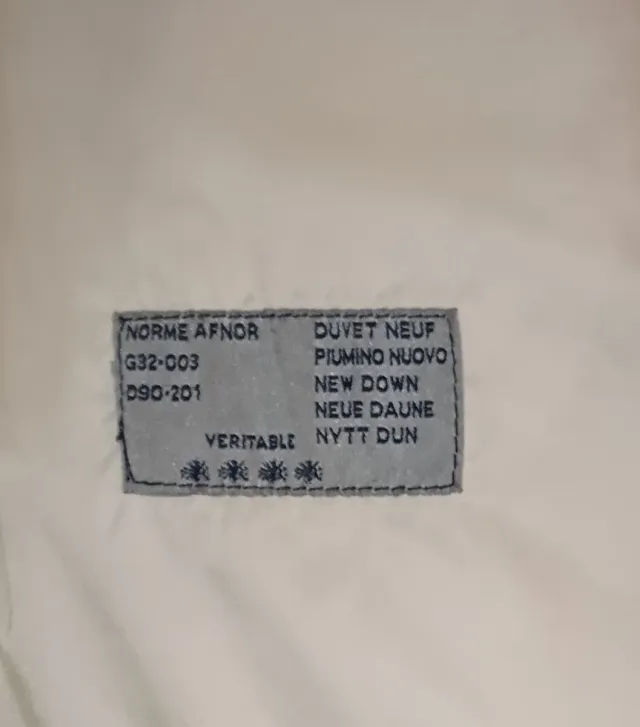 NORME AFNOR
G32-003
D90-201
VERITABLE
DUVET NEUF
PIUMINO NUOVO
NEW DOWN
NEUE DAUNE
NYTT DUN